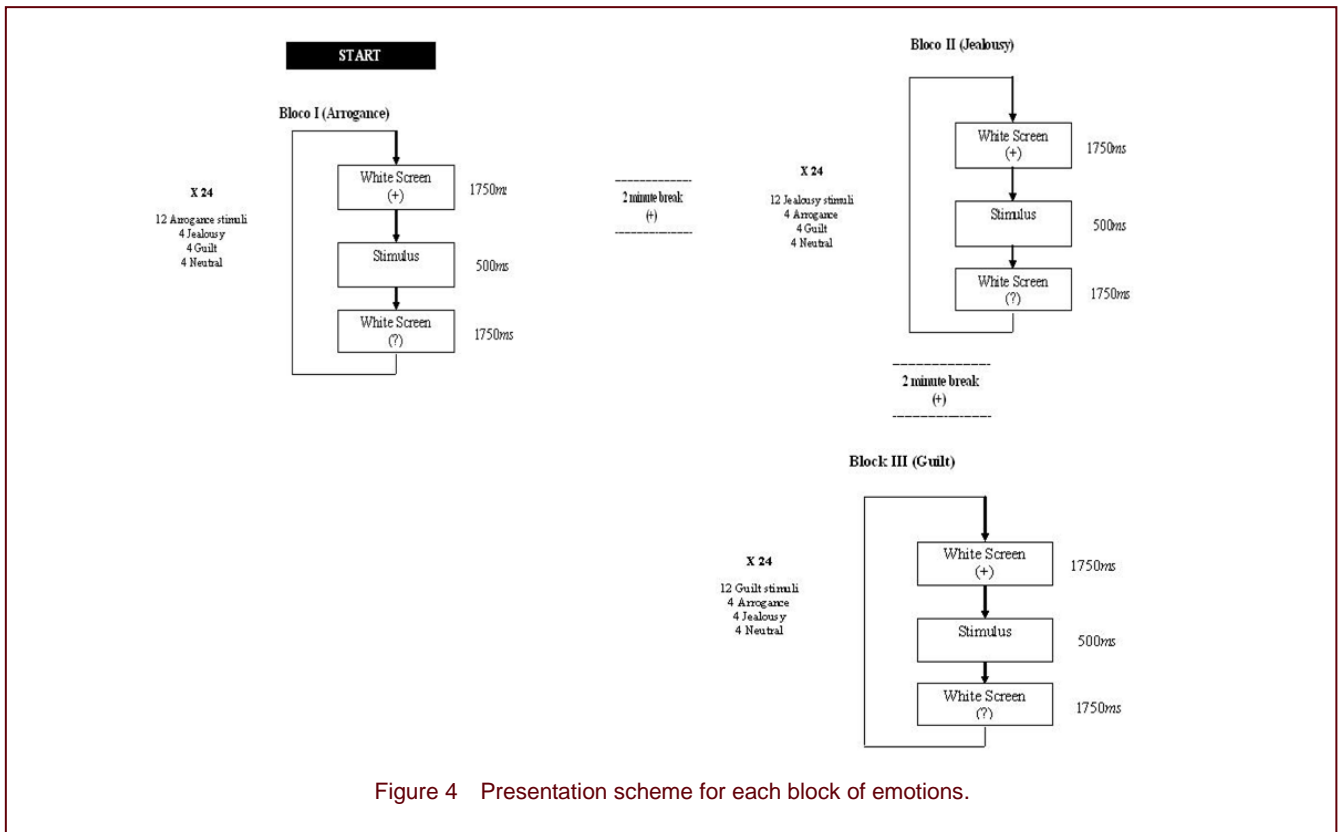 START
Bloco I (Arrogance)
X 24
12 Arrogance stimuli
4 Jealousy
4 Guilt
4 Neutral
White Screen
(+)
1750ms
Stimulus
500ms
White Screen
(?)
1750ms
2 minute break
(+)
Bloco II (Jealousy)
X 24
12 Jealousy stimuli
4 Arrogance
4 Guilt
4 Neutral
White Screen
(+)
1750ms
Stimulus
500ms
White Screen
(?)
1750ms
2 minute break
(+)
Block III (Guilt)
X 24
12 Guilt stimuli
4 Arrogance
4 Jealousy
4 Neutral
White Screen
(+)
1750ms
Stimulus
500ms
White Screen
(?)
1750ms
Figure 4 Presentation scheme for each block of emotions.